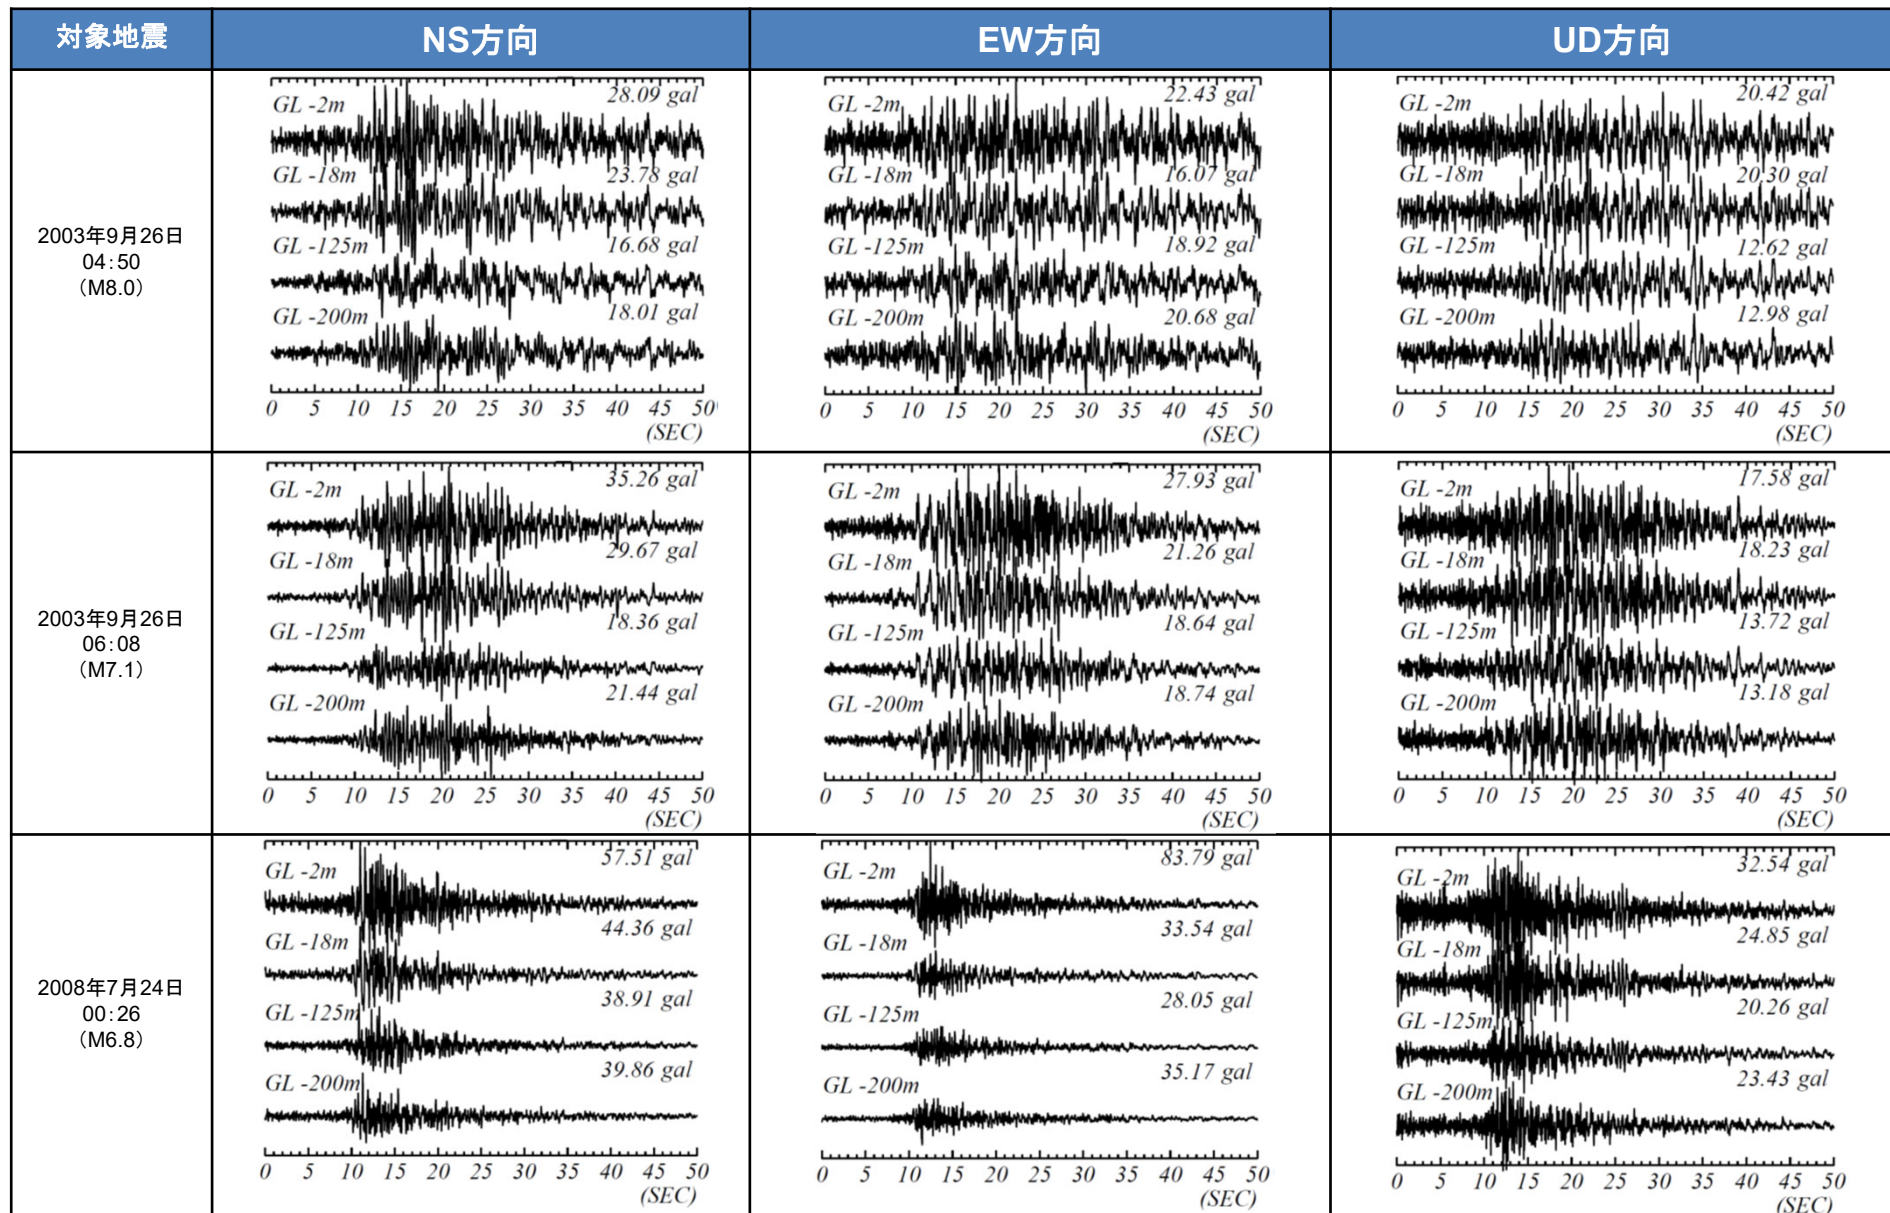 対象地震
NS方向
EW方向
UD方向
2003年9月26日
04:50
(M8.0)
GL -2m
28.09 gal
GL -18m
23.78 gal
GL -125m
16.68 gal
GL -200m
18.01 gal
0 5 10 15 20 25 30 35 40 45 50
(SEC)
GL -2m
22.43 gal
GL -18m
16.07 gal
GL -125m
18.92 gal
GL -200m
20.68 gal
0 5 10 15 20 25 30 35 40 45 50
(SEC)
GL -2m
20.42 gal
GL -18m
20.30 gal
GL -125m
12.62 gal
GL -200m
12.98 gal
0 5 10 15 20 25 30 35 40 45 50
(SEC)
2003年9月26日
06:08
(M7.1)
GL -2m
35.26 gal
GL -18m
29.67 gal
GL -125m
18.36 gal
GL -200m
21.44 gal
0 5 10 15 20 25 30 35 40 45 50
(SEC)
GL -2m
27.93 gal
GL -18m
21.26 gal
GL -125m
18.64 gal
GL -200m
18.74 gal
0 5 10 15 20 25 30 35 40 45 50
(SEC)
GL -2m
17.58 gal
GL -18m
18.23 gal
GL -125m
13.72 gal
GL -200m
13.18 gal
0 5 10 15 20 25 30 35 40 45 50
(SEC)
2008年7月24日
00:26
(M6.8)
GL -2m
57.51 gal
GL -18m
44.36 gal
GL -125m
38.91 gal
GL -200m
39.86 gal
0 5 10 15 20 25 30 35 40 45 50
(SEC)
GL -2m
83.79 gal
GL -18m
33.54 gal
GL -125m
28.05 gal
GL -200m
35.17 gal
0 5 10 15 20 25 30 35 40 45 50
(SEC)
GL -2m
32.54 gal
GL -18m
24.85 gal
GL -125m
20.26 gal
GL -200m
23.43 gal
0 5 10 15 20 25 30 35 40 45 50
(SEC)